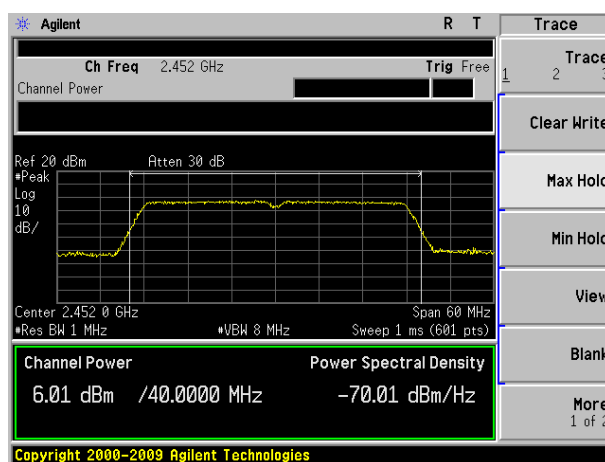 Agilent R T Trace
Ch Freq 2.452 GHz Trig Free
Channel Power
Trace
1 2
Clear Write
Max Hold
Min Hold
View
Blank
More
1 of 2
Ref 20 dBm Atten 30 dB
#Peak
Log
10
dB/
Center 2.452 0 GHz Span 60 MHz
#Res BW 1 MHz #VBW 8 MHz Sweep 1 ms (601 pts)
Channel Power Power Spectral Density
6.01 dBm /40.0000 MHz -70.01 dBm/Hz
Copyright 2000-2009 Agilent Technologies